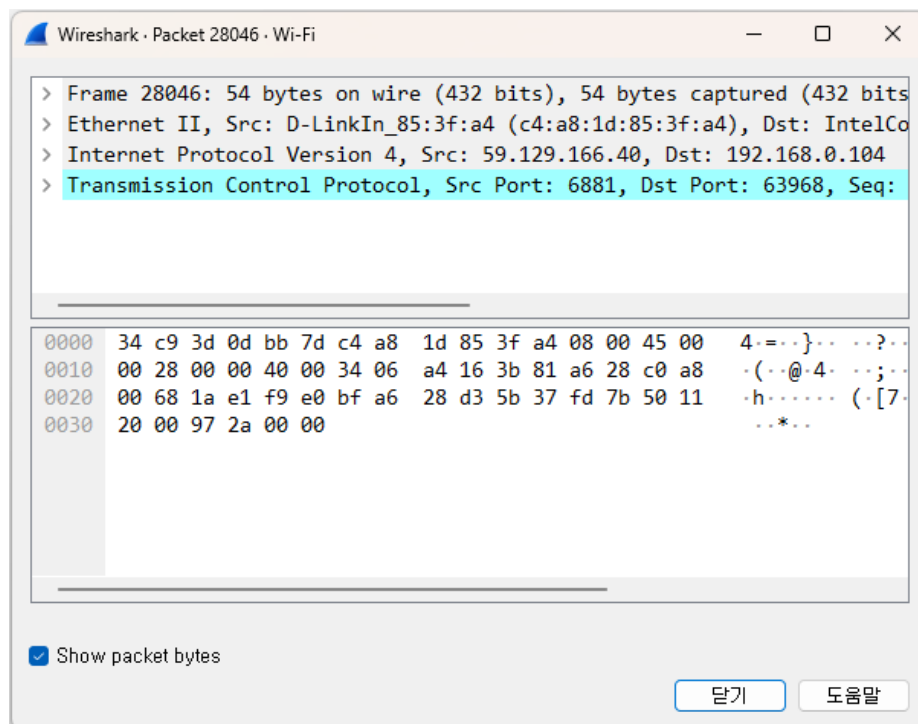 Wireshark · Packet 28046 · Wi-Fi
Frame 28046: 54 bytes on wire (432 bits), 54 bytes captured (432 bits
Ethernet II, Src: D-LinkIn_85:3f:a4 (c4:a8:1d:85:3f:a4), Dst: IntelCo
Internet Protocol Version 4, Src: 59.129.166.40, Dst: 192.168.0.104
Transmission Control Protocol, Src Port: 6881, Dst Port: 63968, Seq:
0000 34 c9 3d 0d bb 7d c4 a8 1d 85 3f a4 08 00 45 00 4·=··}·· ··?···E·
0010 00 28 00 00 40 00 34 06 a4 16 3b 81 a6 28 c0 a8 ·(··@·4· ··;··(··
0020 00 68 1a e1 f9 e0 bf a6 28 d3 5b 37 fd 7b 50 11 ·h······ (·[7·{P·
0030 20 00 97 2a 00 00 ··*··
Show packet bytes
닫기 도움말